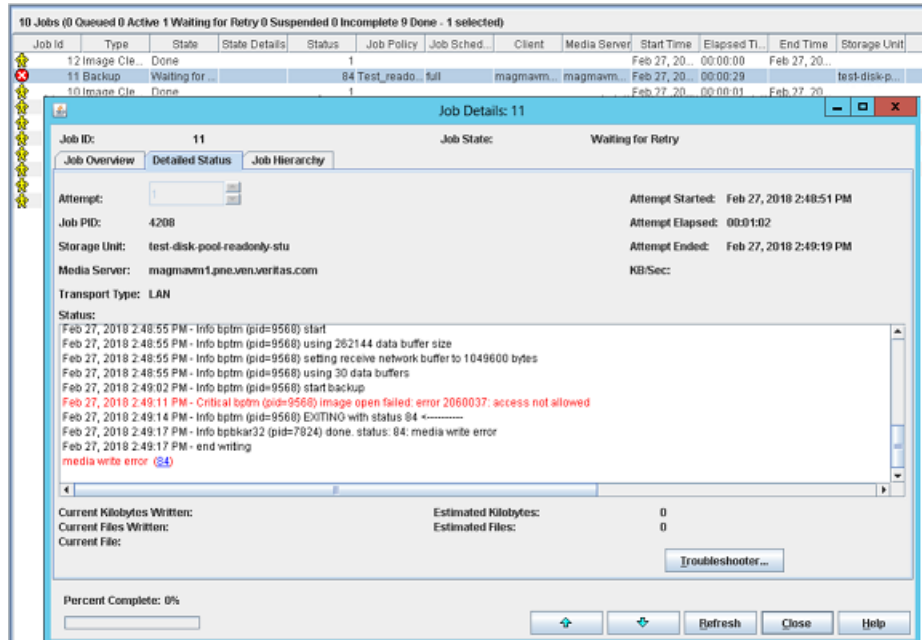 10 Jobs (0 Queued 0 Active 1 Waiting for Retry 0 Suspended 0 Incomplete 9 Done - 1 selected)
Job Id Type State State Details Status Job Policy Job Sched... Client Media Server Start Time Elapsed Ti... End Time Storage Unit
12 Image Cle... Done 1 Feb 27, 20... 00:00:00 Feb 27, 20...
11 Backup Waiting for ... 84 Test_reado... full magmavm... magmavm... Feb 27, 20... 00:00:29 test-disk-p...
10 Image Cle... Done 1 Feb 27, 20... 00:00:01 Feb 27, 20...
Job Details: 11
Job ID: 11 Job State: Waiting for Retry
Job Overview Detailed Status Job Hierarchy
Attempt: 1 Attempt Started: Feb 27, 2018 2:48:51 PM
Job PID: 4208 Attempt Elapsed: 00:01:02
Storage Unit: test-disk-pool-readonly-stu Attempt Ended: Feb 27, 2018 2:49:19 PM
Media Server: magmavm1.pne.ven.veritas.com KB/Sec:
Transport Type: LAN
Status:
Feb 27, 2018 2:48:55 PM - Info bptm (pid=9568) start
Feb 27, 2018 2:48:55 PM - Info bptm (pid=9568) using 262144 data buffer size
Feb 27, 2018 2:48:55 PM - Info bptm (pid=9568) setting receive network buffer to 1049600 bytes
Feb 27, 2018 2:48:55 PM - Info bptm (pid=9568) using 30 data buffers
Feb 27, 2018 2:49:02 PM - Info bptm (pid=9568) start backup
Feb 27, 2018 2:49:11 PM - Critical bptm (pid=9568) image open failed: error 2060037: access not allowed
Feb 27, 2018 2:49:14 PM - Info bptm (pid=9568) EXITING with status 84 <----------
Feb 27, 2018 2:49:17 PM - Info bpbkar32 (pid=7824) done. status: 84: media write error
Feb 27, 2018 2:49:17 PM - end writing
media write error (84)
Current Kilobytes Written: Estimated Kilobytes: 0
Current Files Written: Estimated Files: 0
Current File:
Troubleshooter...
Percent Complete: 0%
Refresh Close Help